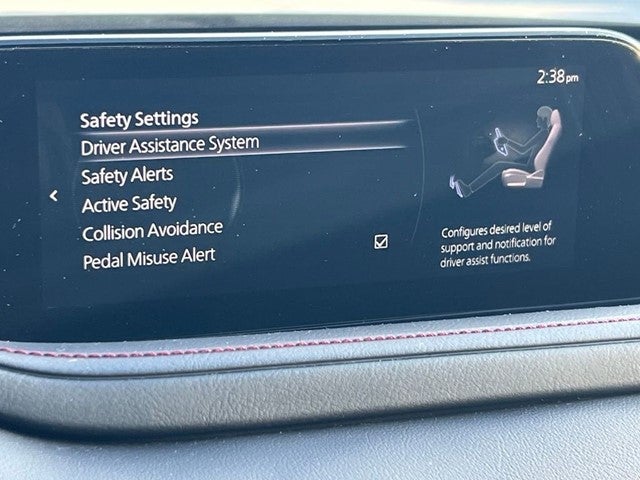 2:38pm
Safety Settings
Driver Assistance System
Safety Alerts
Active Safety
Collision Avoidance
Pedal Misuse Alert
Configures desired level of
support and notification for
driver assist functions.